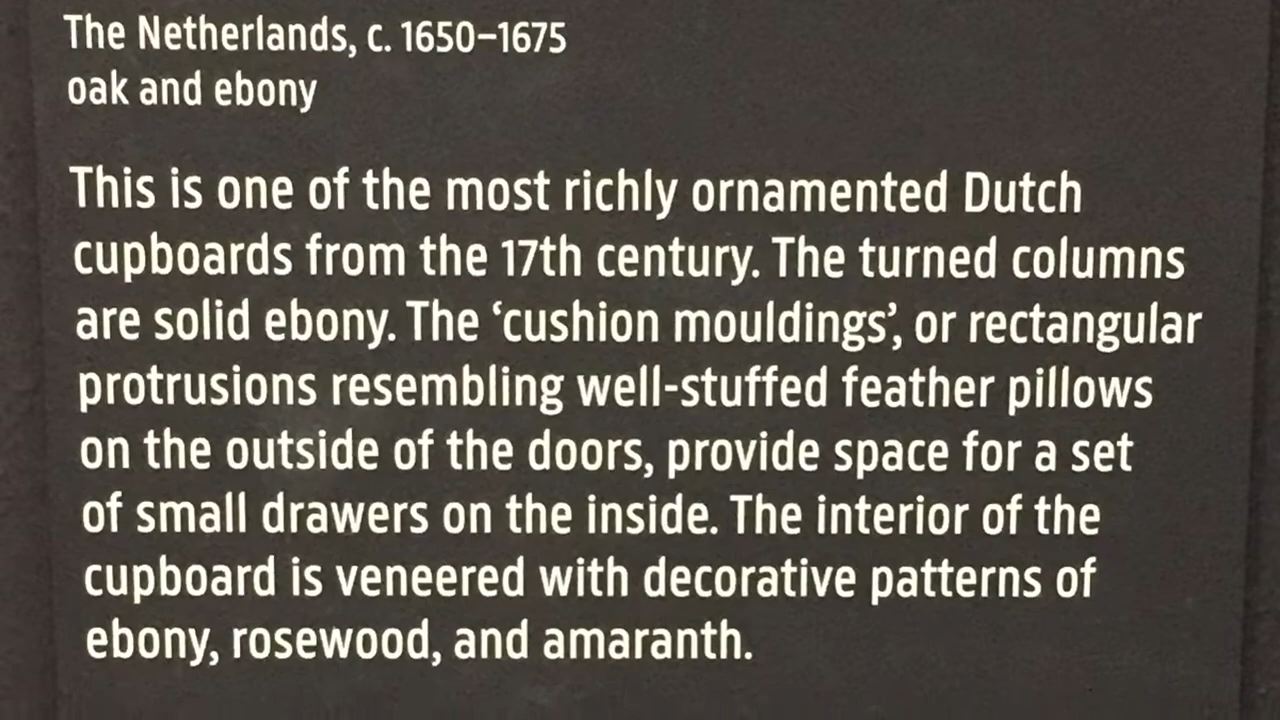 The Netherlands, c. 1650–1675
oak and ebony
This is one of the most richly ornamented Dutch
cupboards from the 17th century. The turned columns
are solid ebony. The ‘cushion mouldings’, or rectangular
protrusions resembling well-stuffed feather pillows
on the outside of the doors, provide space for a set
of small drawers on the inside. The interior of the
cupboard is veneered with decorative patterns of
ebony, rosewood, and amaranth.